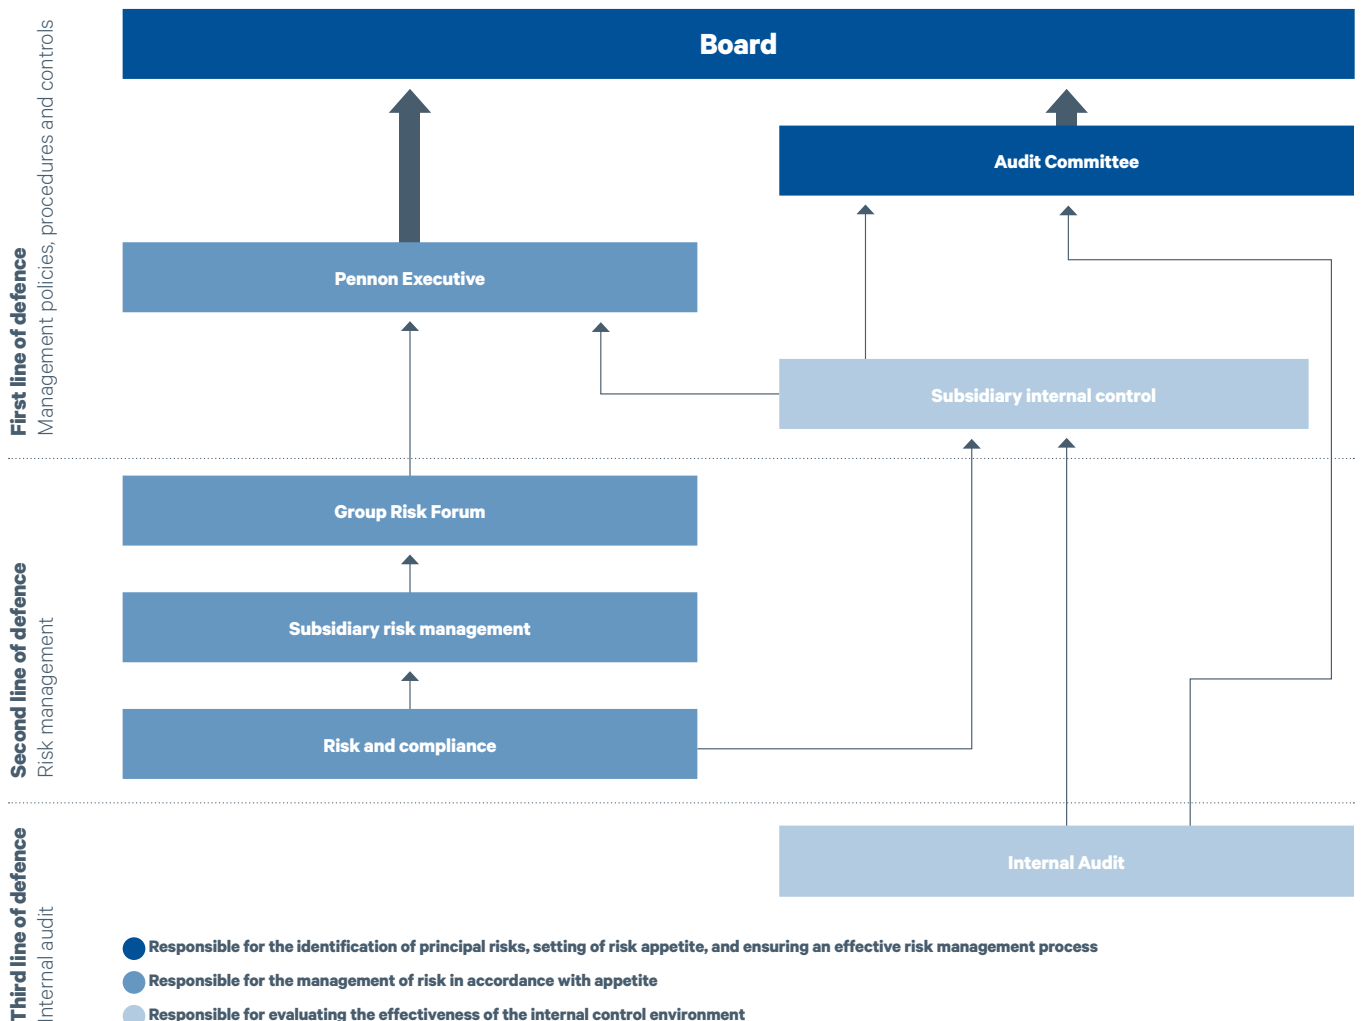 Board
Audit Committee
Pennon Executive
Subsidiary internal control
Group Risk Forum
Subsidiary risk management
Risk and compliance
Internal Audit
First line of defence
Management policies, procedures and controls
Second line of defence
Risk management
Third line of defence
Internal audit
Responsible for the identification of principal risks, setting of risk appetite, and ensuring an effective risk management process
Responsible for the management of risk in accordance with appetite
Responsible for evaluating the effectiveness of the internal control environment